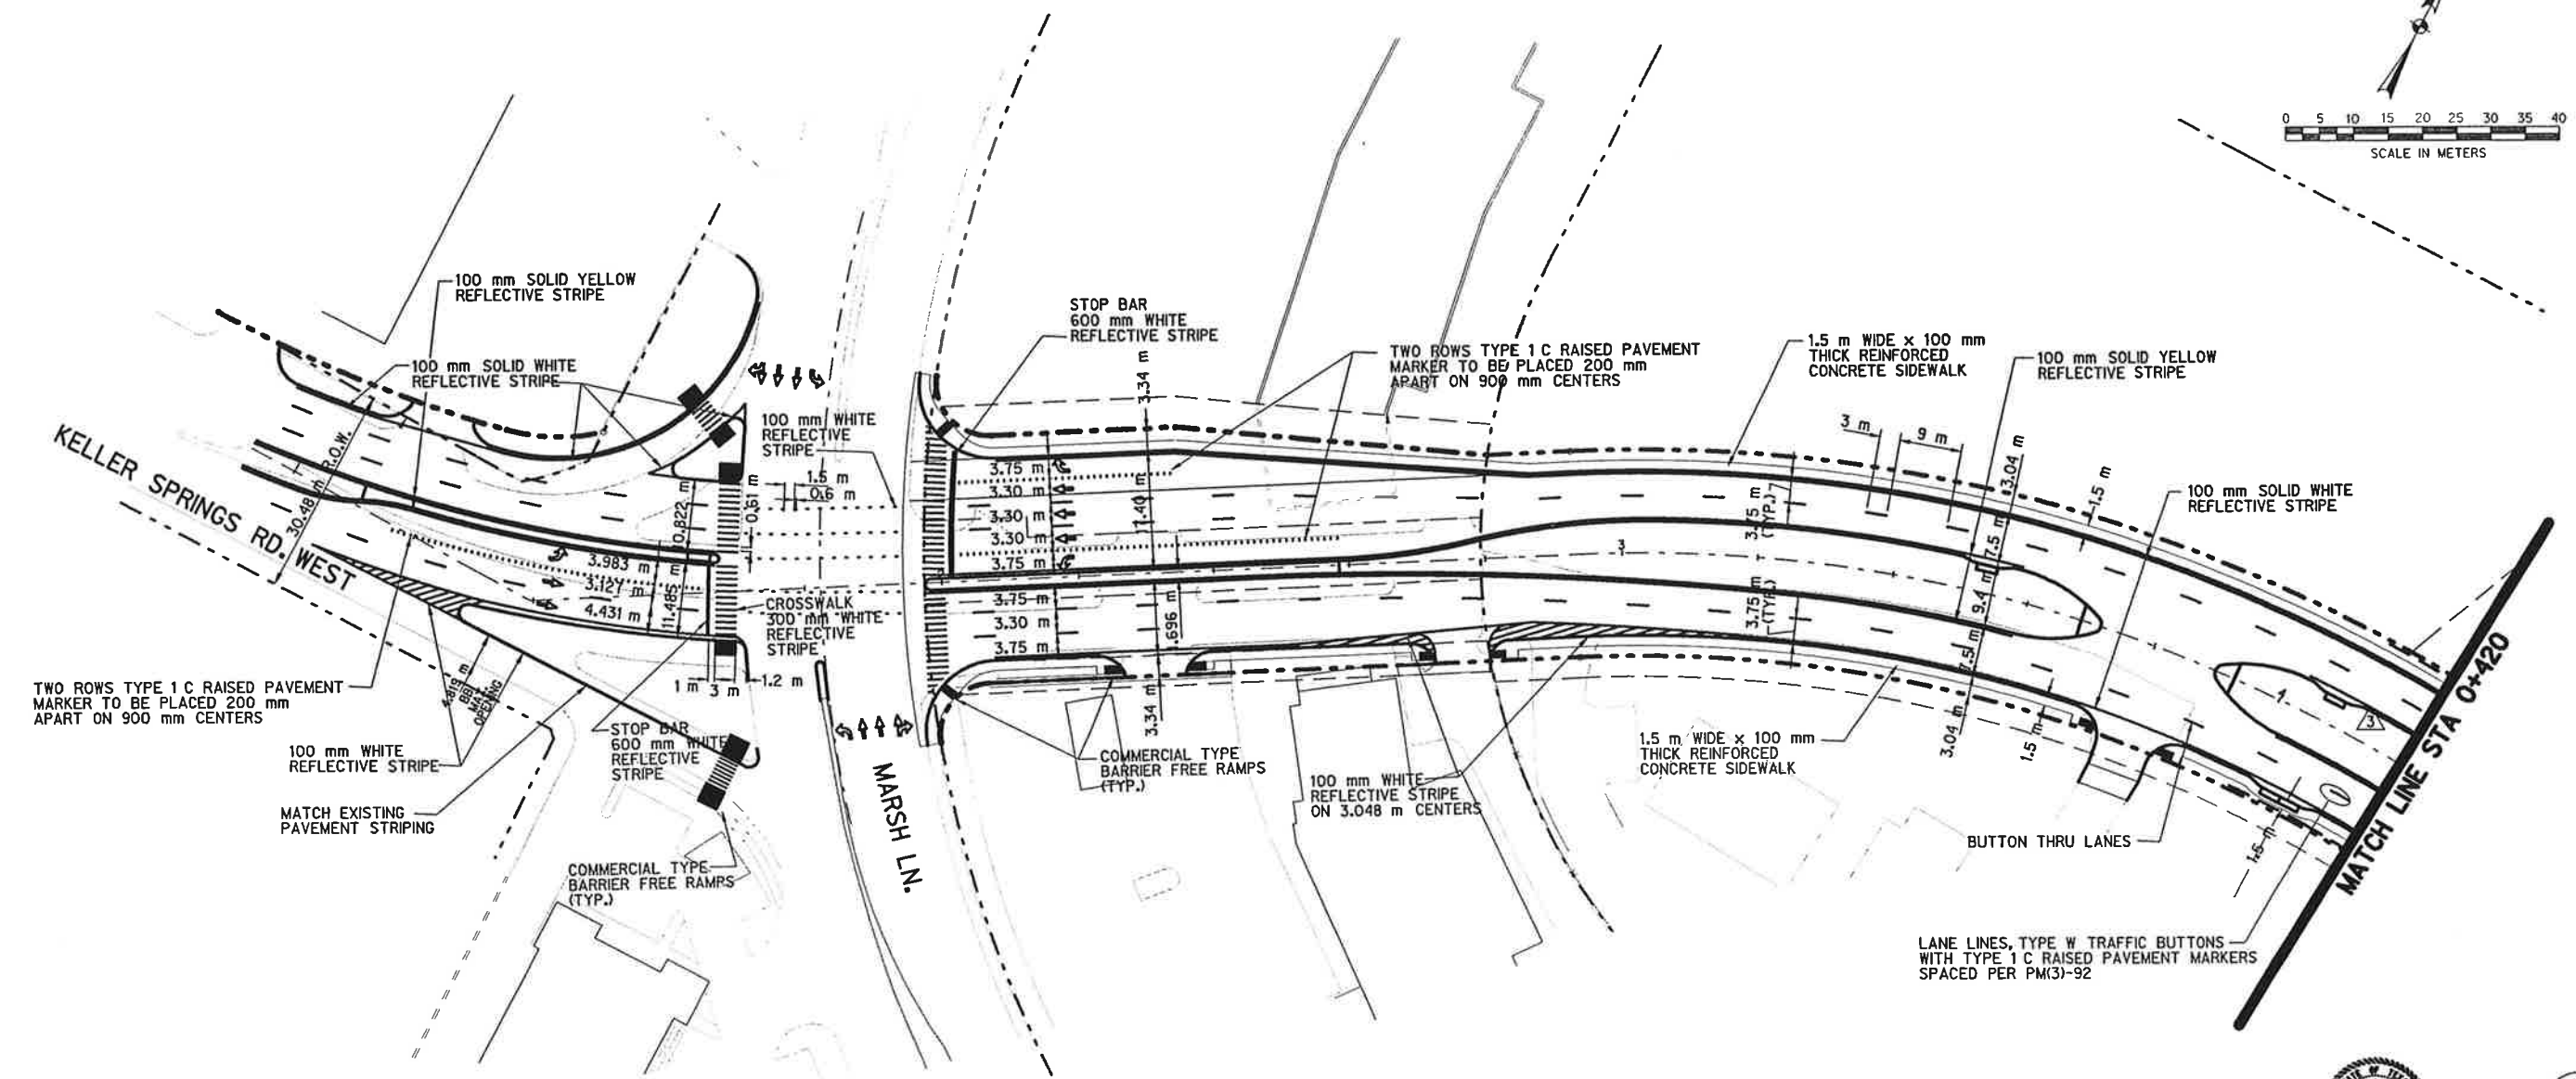 0 5 10 15 20 25 30 35 40
SCALE IN METERS
100 mm SOLID YELLOW
REFLECTIVE STRIPE
100 mm SOLID WHITE
REFLECTIVE STRIPE
STOP BAR
600 mm WHITE
REFLECTIVE STRIPE
TWO ROWS TYPE 1 C RAISED PAVEMENT
MARKER TO BE PLACED 200 mm
APART ON 900 mm CENTERS
1.5 m WIDE x 100 mm
THICK REINFORCED
CONCRETE SIDEWALK
100 mm SOLID YELLOW
REFLECTIVE STRIPE
100 mm SOLID WHITE
REFLECTIVE STRIPE
100 mm WHITE
REFLECTIVE
STRIPE
KELLER SPRINGS RD. WEST
30.48 m R.O.W.
3.34 m
3 m
9 m
3.04 m
1.5 m
3.75 m
3.30 m
3.30 m
3.30 m
3.75 m
17.40 m
1.5 m
0.6 m
0.61 m
10.822 m
3.75 m
(TYP.)
7.5 m
3
3.983 m
3.127 m
4.431 m
11.485 m
3.75 m
3.30 m
3.75 m
3.75 m
(TYP.)
9.4 m
7.5 m
CROSSWALK
300 mm WHITE
REFLECTIVE
STRIPE
1 m
3 m
1.2 m
3.34 m
3.04 m
1.5 m
3
1
1.5 m
TWO ROWS TYPE 1 C RAISED PAVEMENT
MARKER TO BE PLACED 200 mm
APART ON 900 mm CENTERS
100 mm WHITE
REFLECTIVE STRIPE
OPENING
STOP BAR
600 mm WHITE
REFLECTIVE
STRIPE
MATCH EXISTING
PAVEMENT STRIPING
COMMERCIAL TYPE
BARRIER FREE RAMPS
(TYP.)
MARSH LN.
COMMERCIAL TYPE
BARRIER FREE RAMPS
(TYP.)
100 mm WHITE
REFLECTIVE STRIPE
ON 3.048 m CENTERS
1.5 m WIDE x 100 mm
THICK REINFORCED
CONCRETE SIDEWALK
BUTTON THRU LANES
MATCH LINE STA 0+420
LANE LINES, TYPE W TRAFFIC BUTTONS
WITH TYPE 1 C RAISED PAVEMENT MARKERS
SPACED PER PM(3)-92